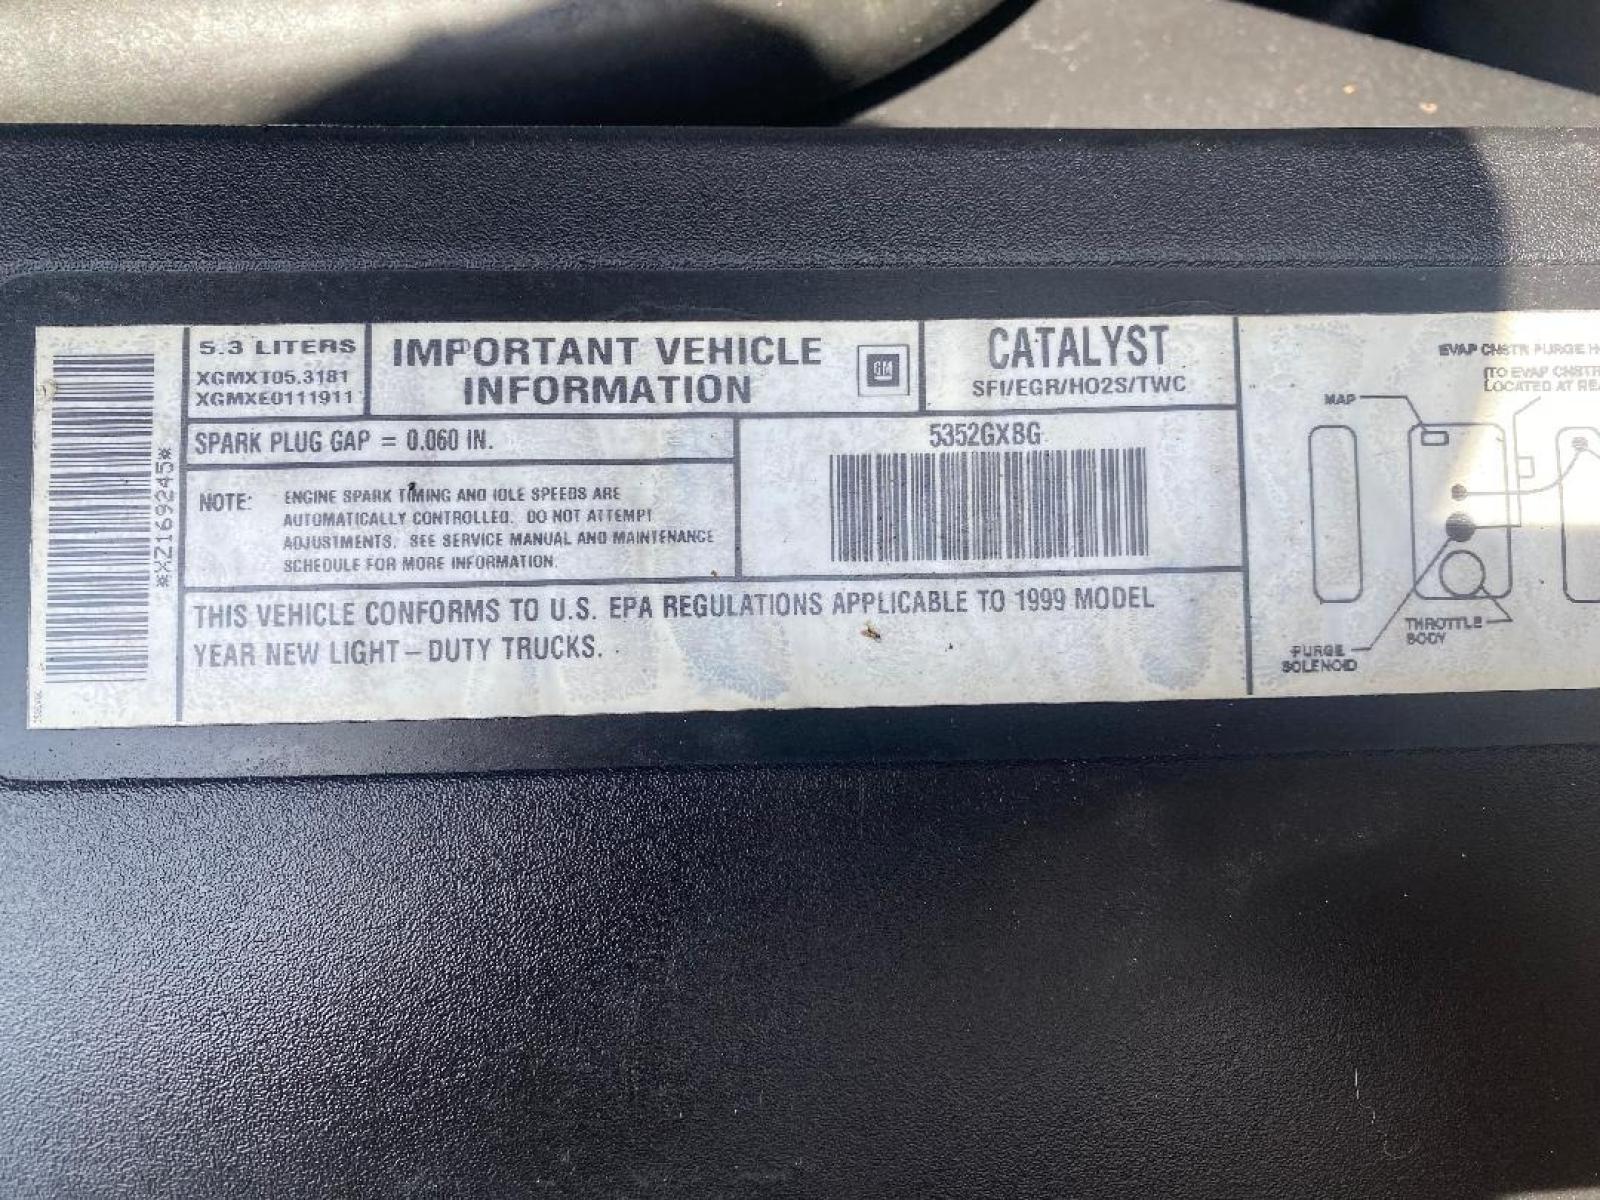 5.3 LITERS
XGMXT05.3181
XGMXE0111911
IMPORTANT VEHICLE
INFORMATION
GM
CATALYST
SFI/EGR/HO2S/TWC
SPARK PLUG GAP = 0.060 IN.
NOTE: ENGINE SPARK TIMING AND IDLE SPEEDS ARE
AUTOMATICALLY CONTROLLED. DO NOT ATTEMPT
ADJUSTMENTS. SEE SERVICE MANUAL AND MAINTENANCE
SCHEDULE FOR MORE INFORMATION.
5352GXBG
THIS VEHICLE CONFORMS TO U.S. EPA REGULATIONS APPLICABLE TO 1999 MODEL
YEAR NEW LIGHT-DUTY TRUCKS.
*XZ169245*
EVAP CNSTR PURGE
(TO EVAP CNSTR
LOCATED AT
MAP
THROTTLE
BODY
PURGE
SOLENOID